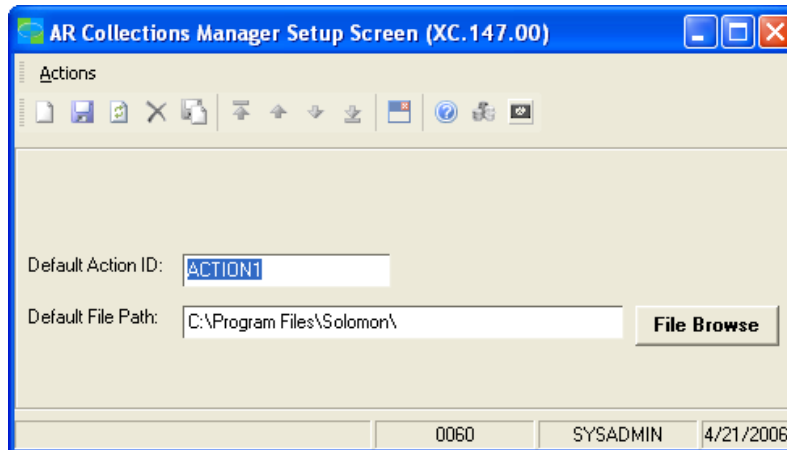 AR Collections Manager Setup Screen (XC.147.00)
Actions
Default Action ID: ACTION1
Default File Path: C:\Program Files\Solomon\ File Browse
0060 SYSADMIN 4/21/2006